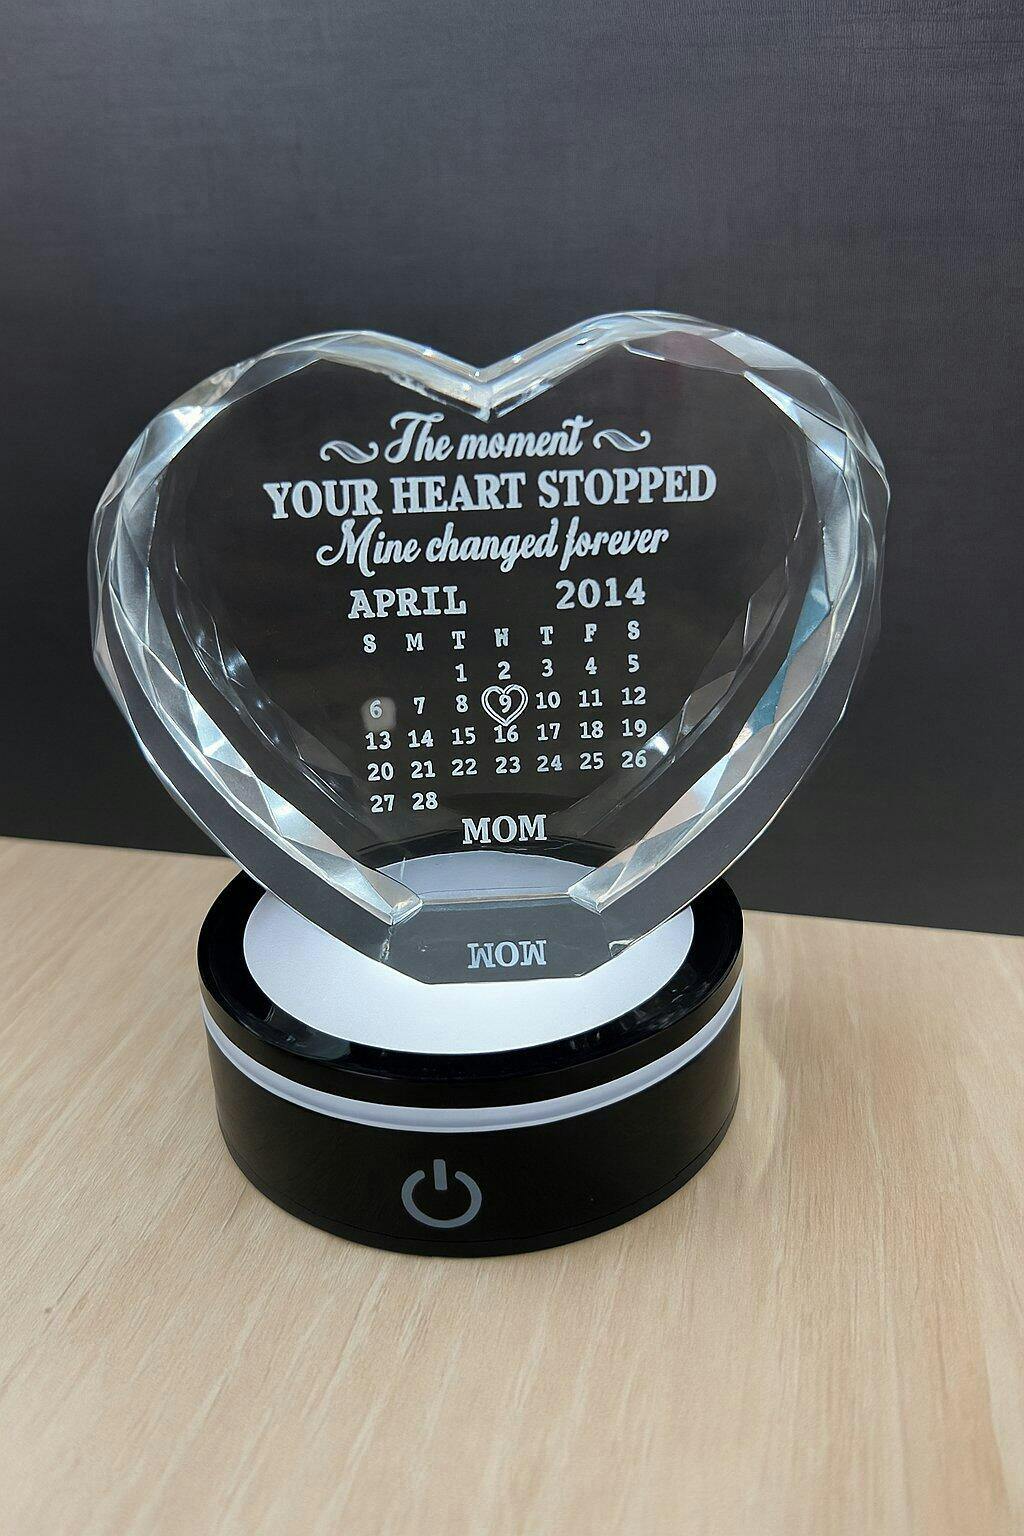 The moment
YOUR HEART STOPPED
Mine changed forever
APRIL 2014
S M T W T F S
1 2 3 4 5
6 7 8 9 10 11 12
13 14 15 16 17 18 19
20 21 22 23 24 25 26
27 28
MOM
MOM